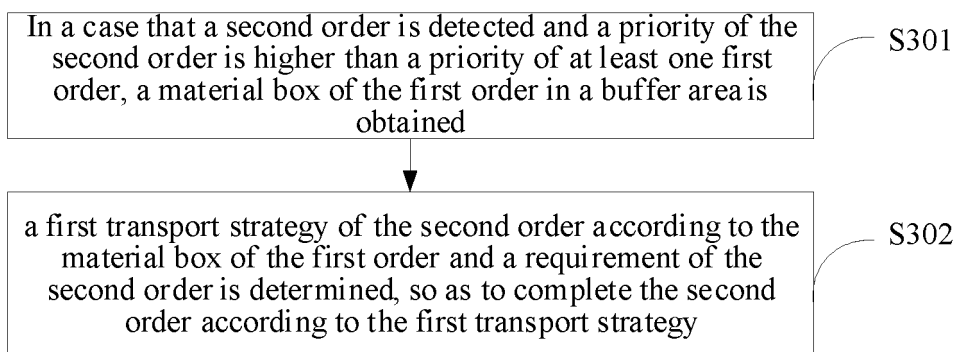 In a case that a second order is detected and a priority of the
second order is higher than a priority of at least one first
order, a material box of the first order in a buffer area is
obtained
S301
a first transport strategy of the second order according to the
material box of the first order and a requirement of the
second order is determined, so as to complete the second
order according to the first transport strategy
S302